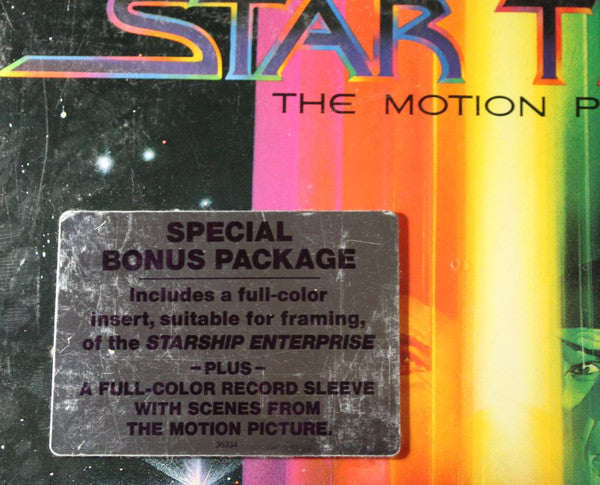 STAR T
THE MOTION P
SPECIAL
BONUS PACKAGE
Includes a full-color
insert, suitable for framing,
of the STARSHIP ENTERPRISE
–PLUS–
A FULL-COLOR RECORD SLEEVE
WITH SCENES FROM
THE MOTION PICTURE.
36334